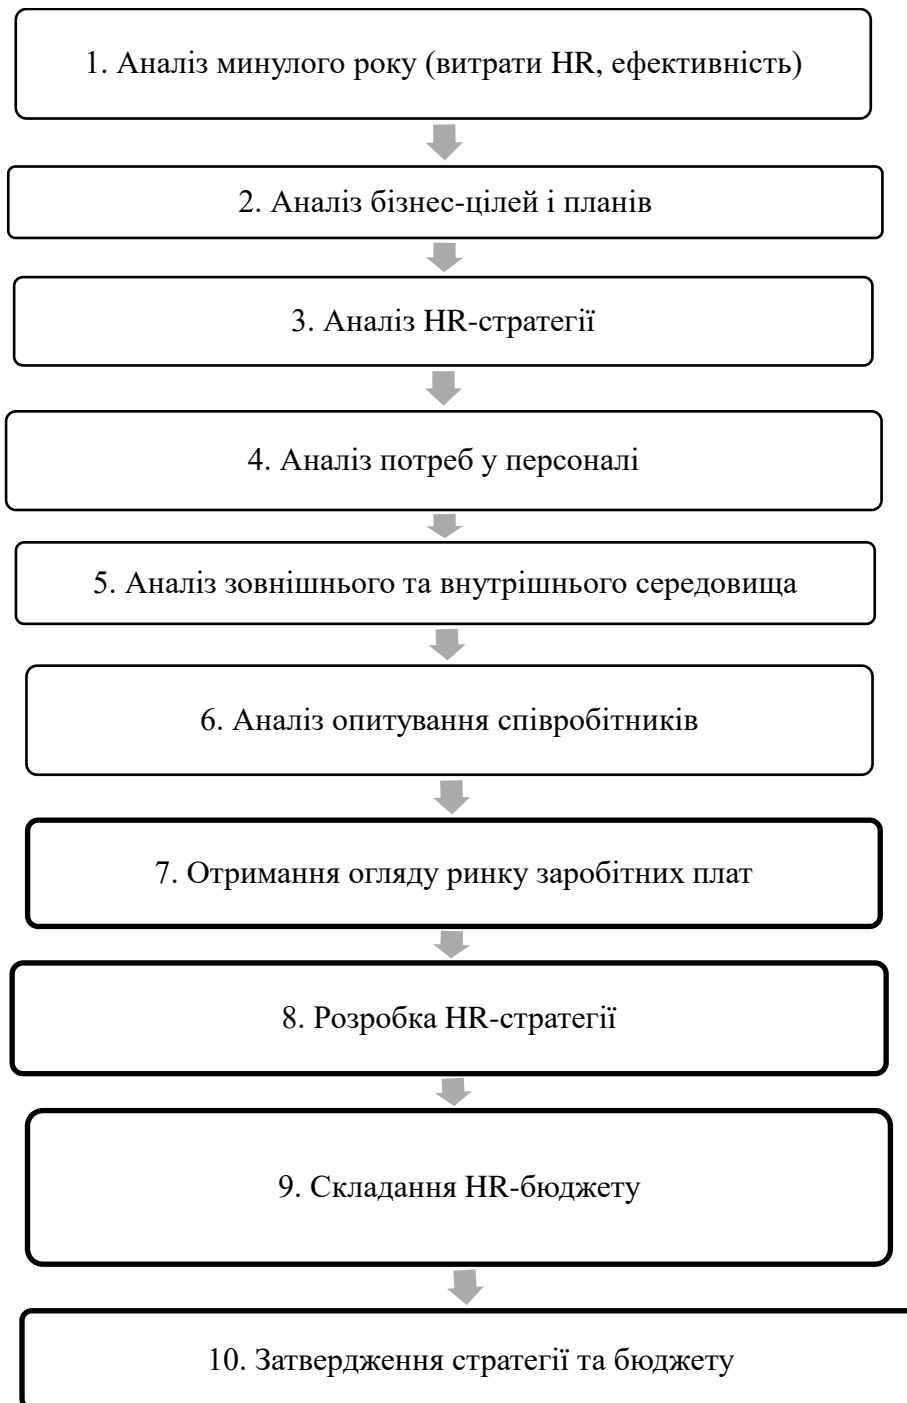 1. Аналіз минулого року (витрати HR, ефективність)
2. Аналіз бізнес-цілей і планів
3. Аналіз HR-стратегії
4. Аналіз потреб у персоналі
5. Аналіз зовнішнього та внутрішнього середовища
6. Аналіз опитування співробітників
7. Отримання огляду ринку заробітних плат
8. Розробка HR-стратегії
9. Складання HR-бюджету
10. Затвердження стратегії та бюджету